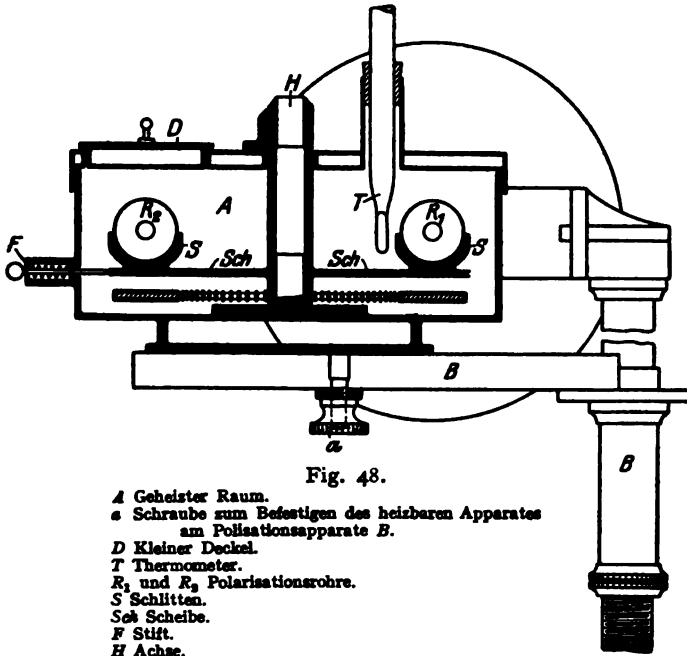 H
D
R2
A
T
R1
F
S
S
Sch
Sch
B
a
B
Fig. 48.
A Geheizter Raum.
a Schraube zum Befestigen des heizbaren Apparates
am Polisationsapparate B.
D Kleiner Deckel.
T Thermometer.
R1 und R2 Polarisationsrohre.
S Schlitten.
Sch Scheibe.
F Stift.
H Achse.